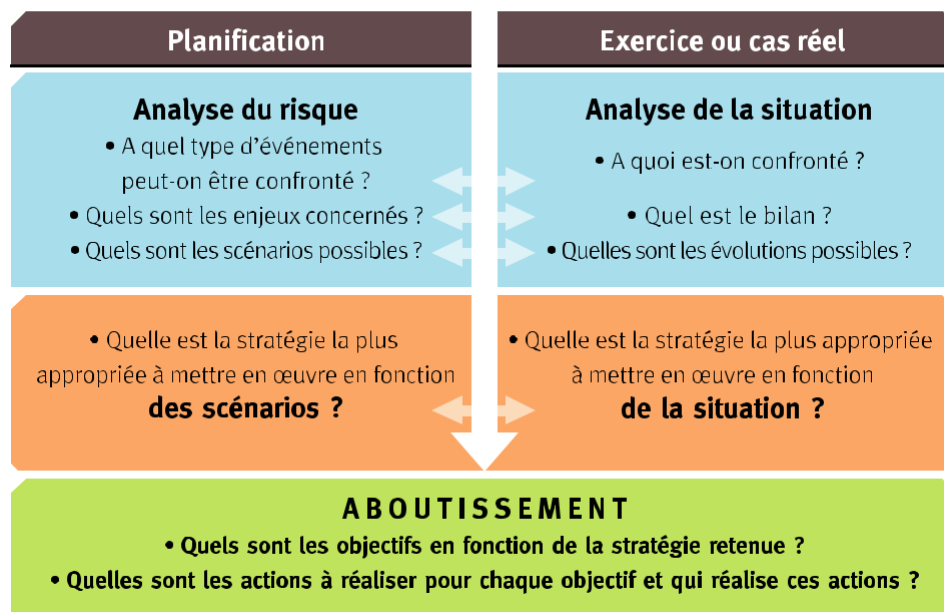 Planification
Analyse du risque
• A quel type d’événements
peut-on être confronté ?
• Quels sont les enjeux concernés ?
• Quels sont les scénarios possibles ?
• Quelle est la stratégie la plus
appropriée à mettre en œuvre en fonction
des scénarios ?
Exercice ou cas réel
Analyse de la situation
• A quoi est-on confronté ?
• Quel est le bilan ?
• Quelles sont les évolutions possibles ?
• Quelle est la stratégie la plus appropriée
à mettre en œuvre en fonction
de la situation ?
ABOUTISSEMENT
• Quels sont les objectifs en fonction de la stratégie retenue ?
• Quelles sont les actions à réaliser pour chaque objectif et qui réalise ces actions ?